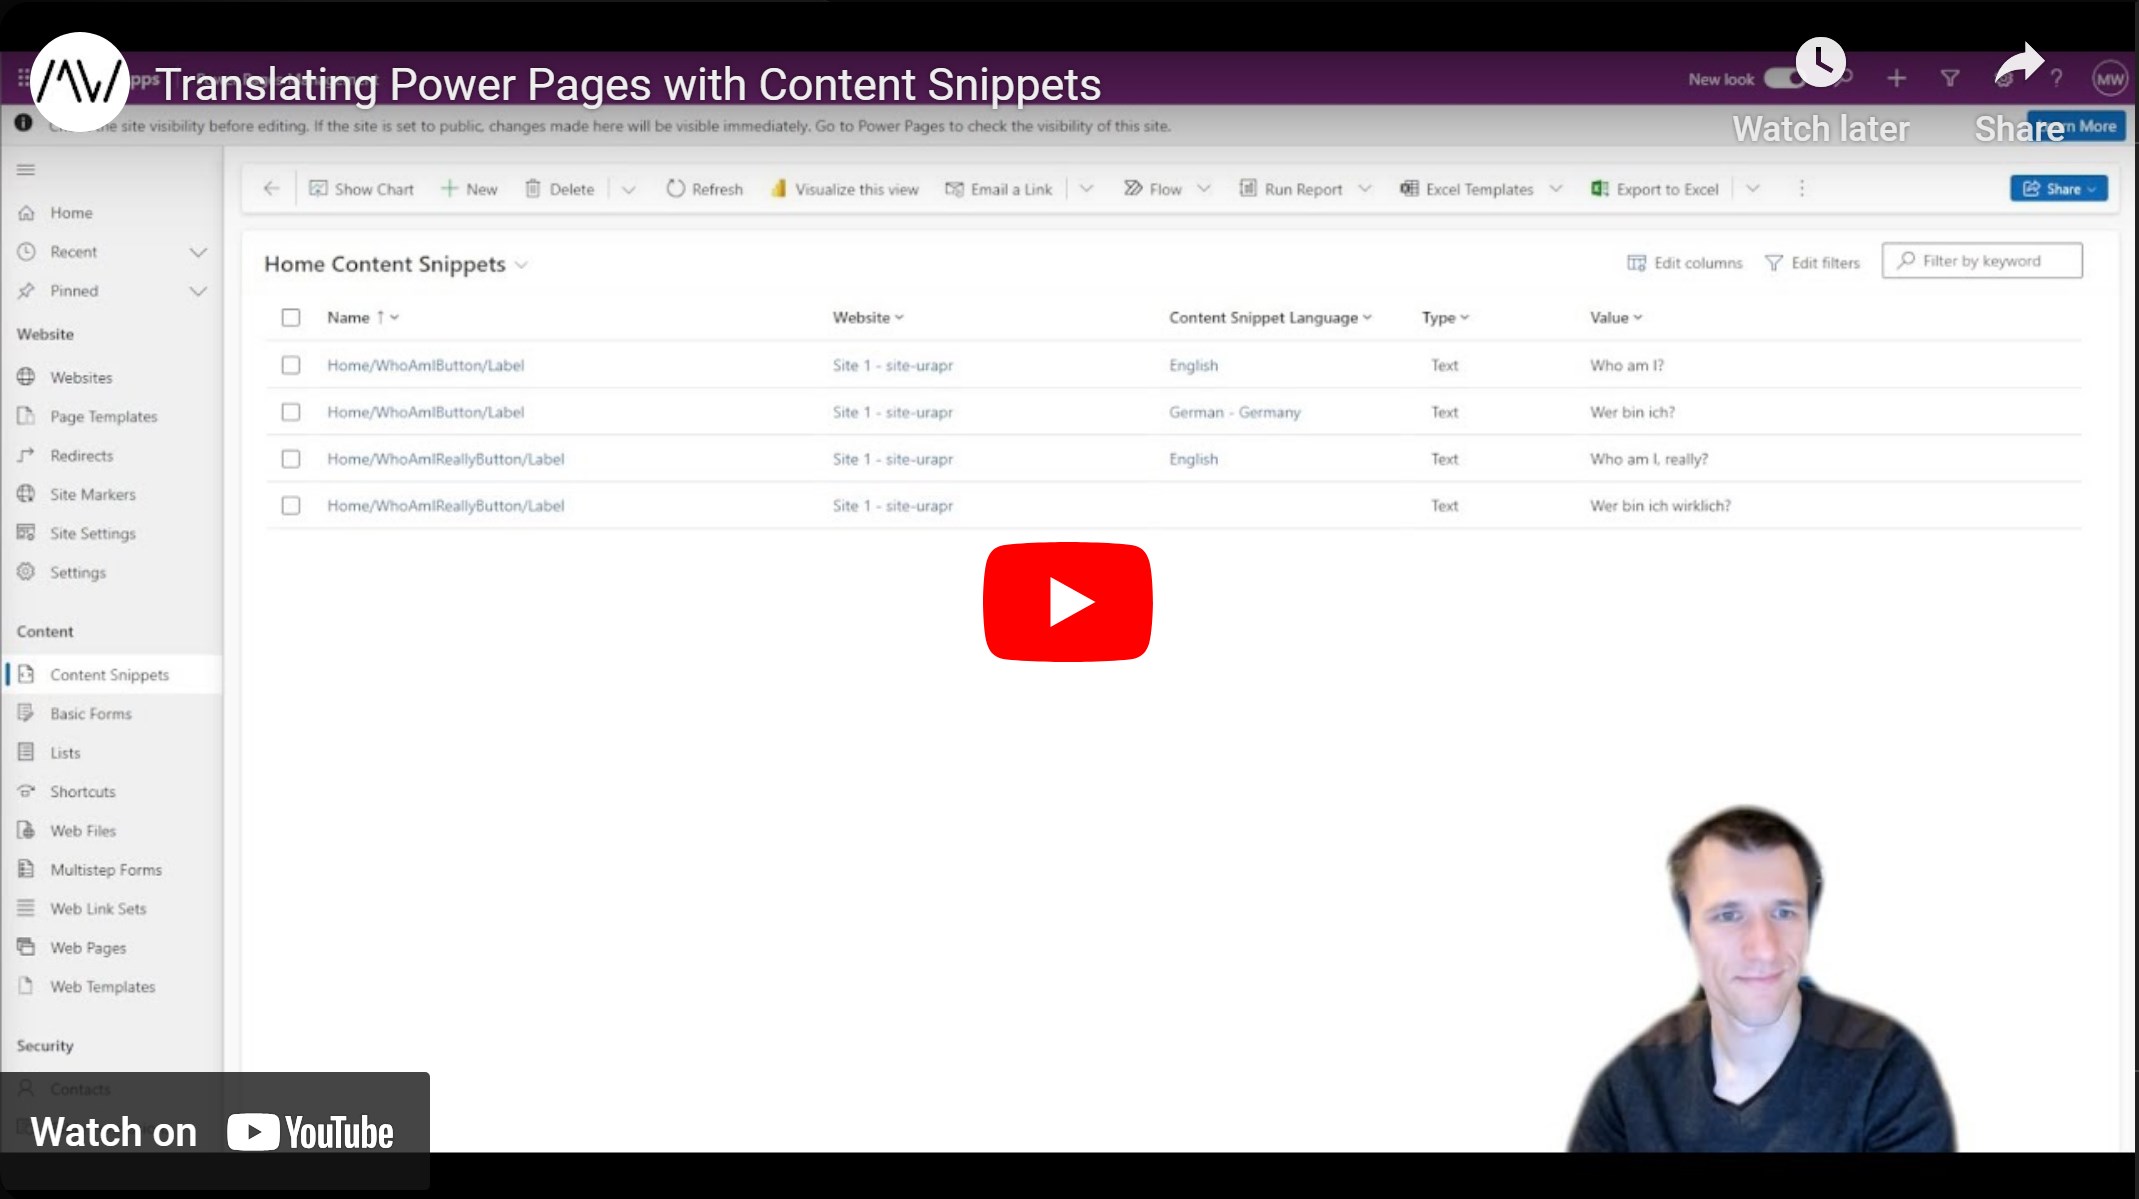 Translating Power Pages with Content Snippets
New look
MW
Watch later
Share
the site visibility before editing. If the site is set to public, changes made here will be visible immediately. Go to Power Pages to check the visibility of this site.
More
Show Chart
New
Delete
Refresh
Visualize this view
Email a Link
Flow
Run Report
Excel Templates
Export to Excel
Share
Home
Recent
Pinned
Website
Websites
Page Templates
Redirects
Site Markers
Site Settings
Settings
Content
Content Snippets
Basic Forms
Lists
Shortcuts
Web Files
Multistep Forms
Web Link Sets
Web Pages
Web Templates
Security
Contacts
Home Content Snippets
Edit columns
Edit filters
Filter by keyword
Name ↑ Website Content Snippet Language Type Value
Home/WhoAmIButton/Label Site 1 - site-urapr English Text Who am I?
Home/WhoAmIButton/Label Site 1 - site-urapr German - Germany Text Wer bin ich?
Home/WhoAmIReallyButton/Label Site 1 - site-urapr English Text Who am I, really?
Home/WhoAmIReallyButton/Label Site 1 - site-urapr Text Wer bin ich wirklich?
Watch on YouTube